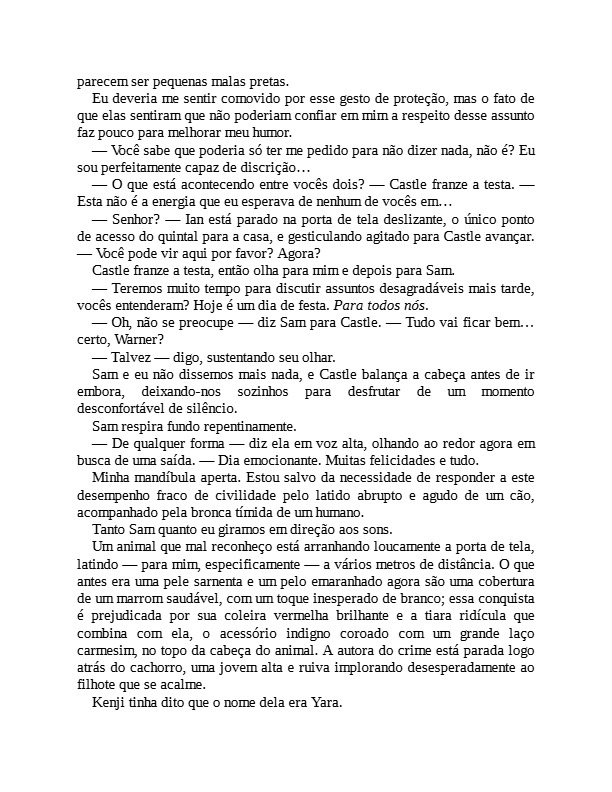 parecem ser pequenas malas pretas.
Eu deveria me sentir comovido por esse gesto de proteção, mas o fato de
que elas sentiram que não poderiam confiar em mim a respeito desse assunto
faz pouco para melhorar meu humor.
— Você sabe que poderia só ter me pedido para não dizer nada, não é? Eu
sou perfeitamente capaz de discrição…
— O que está acontecendo entre vocês dois? — Castle franze a testa. —
Esta não é a energia que eu esperava de nenhum de vocês em…
— Senhor? — Ian está parado na porta de tela deslizante, o único ponto
de acesso do quintal para a casa, e gesticulando agitado para Castle avançar.
— Você pode vir aqui por favor? Agora?
Castle franze a testa, então olha para mim e depois para Sam.
— Teremos muito tempo para discutir assuntos desagradáveis mais tarde,
vocês entenderam? Hoje é um dia de festa. Para todos nós.
— Oh, não se preocupe — diz Sam para Castle. — Tudo vai ficar bem…
certo, Warner?
— Talvez — digo, sustentando seu olhar.
Sam e eu não dissemos mais nada, e Castle balança a cabeça antes de ir
embora, deixando-nos sozinhos para desfrutar de um momento
desconfortável de silêncio.
Sam respira fundo repentinamente.
— De qualquer forma — diz ela em voz alta, olhando ao redor agora em
busca de uma saída. — Dia emocionante. Muitas felicidades e tudo.
Minha mandíbula aperta. Estou salvo da necessidade de responder a este
desempenho fraco de civilidade pelo latido abrupto e agudo de um cão,
acompanhado pela bronca tímida de um humano.
Tanto Sam quanto eu giramos em direção aos sons.
Um animal que mal reconheço está arranhando loucamente a porta de tela,
latindo — para mim, especificamente — a vários metros de distância. O que
antes era uma pele sarnenta e um pelo emaranhado agora são uma cobertura
de um marrom saudável, com um toque inesperado de branco; essa conquista
é prejudicada por sua coleira vermelha brilhante e a tiara ridícula que
combina com ela, o acessório indigno coroado com um grande laço
carmesim, no topo da cabeça do animal. A autora do crime está parada logo
atrás do cachorro, uma jovem alta e ruiva implorando desesperadamente ao
filhote que se acalme.
Kenji tinha dito que o nome dela era Yara.